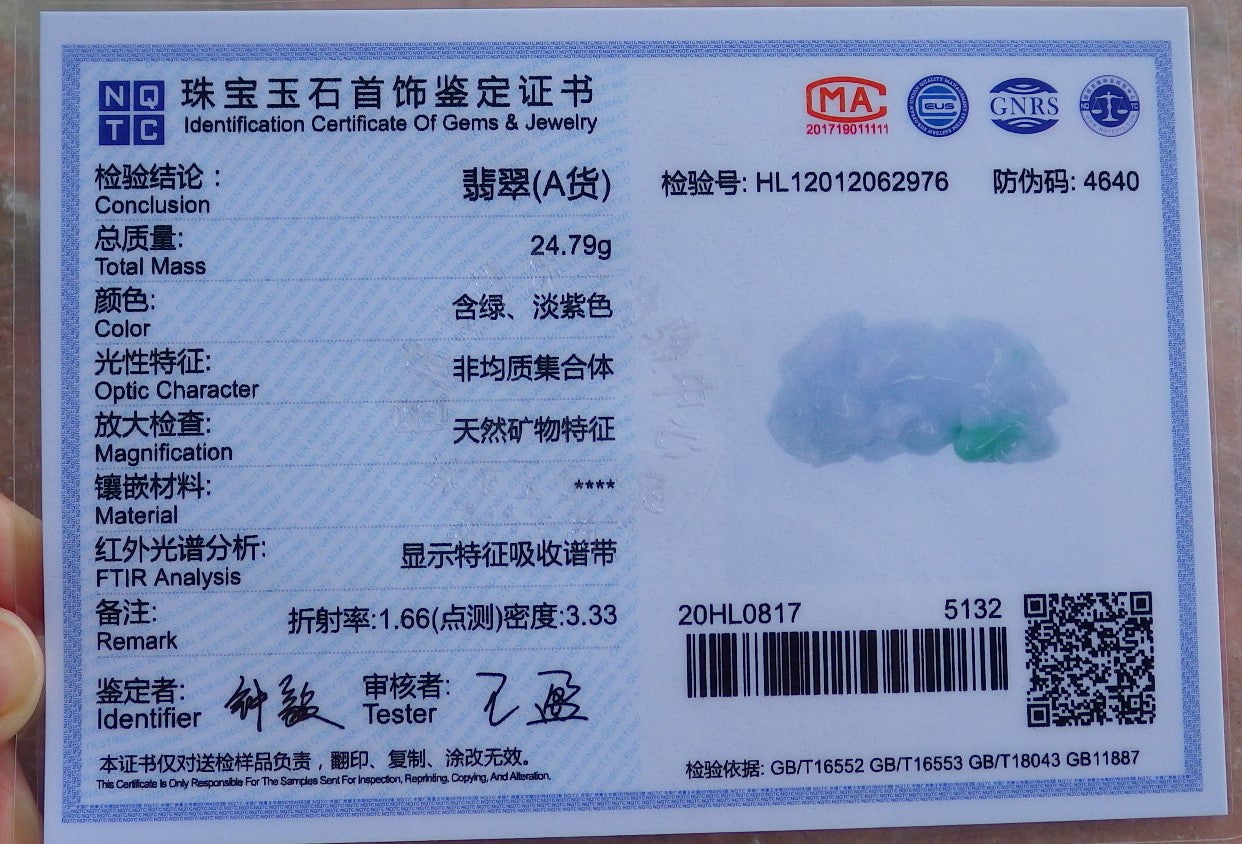 NQ
TC
珠宝玉石首饰鉴定证书
Identification Certificate Of Gems & Jewelry
CMA
201719011111
GUS
GNRS
检验结论：
翡翠(A货)
Conclusion
检验号: HL12012062976 防伪码: 4640
总质量:
24.79g
Total Mass
颜色:
含绿、淡紫色
Color
光性特征:
非均质集合体
Optic Character
放大检查:
天然矿物特征
Magnification
镶嵌材料:
****
Material
红外光谱分析:
显示特征吸收谱带
FTIR Analysis
备注:
折射率:1.66(点测)密度:3.33
Remark
20HL0817 5132
鉴定者:
Identifier
审核者:
Tester
本证书仅对送检样品负责，翻印、复制、涂改无效。
This Certificate Is Only Responsible For The Samples Sent For Inspection, Reprinting, Copying, And Alteration.
检验依据: GB/T16552 GB/T16553 GB/T18043 GB11887